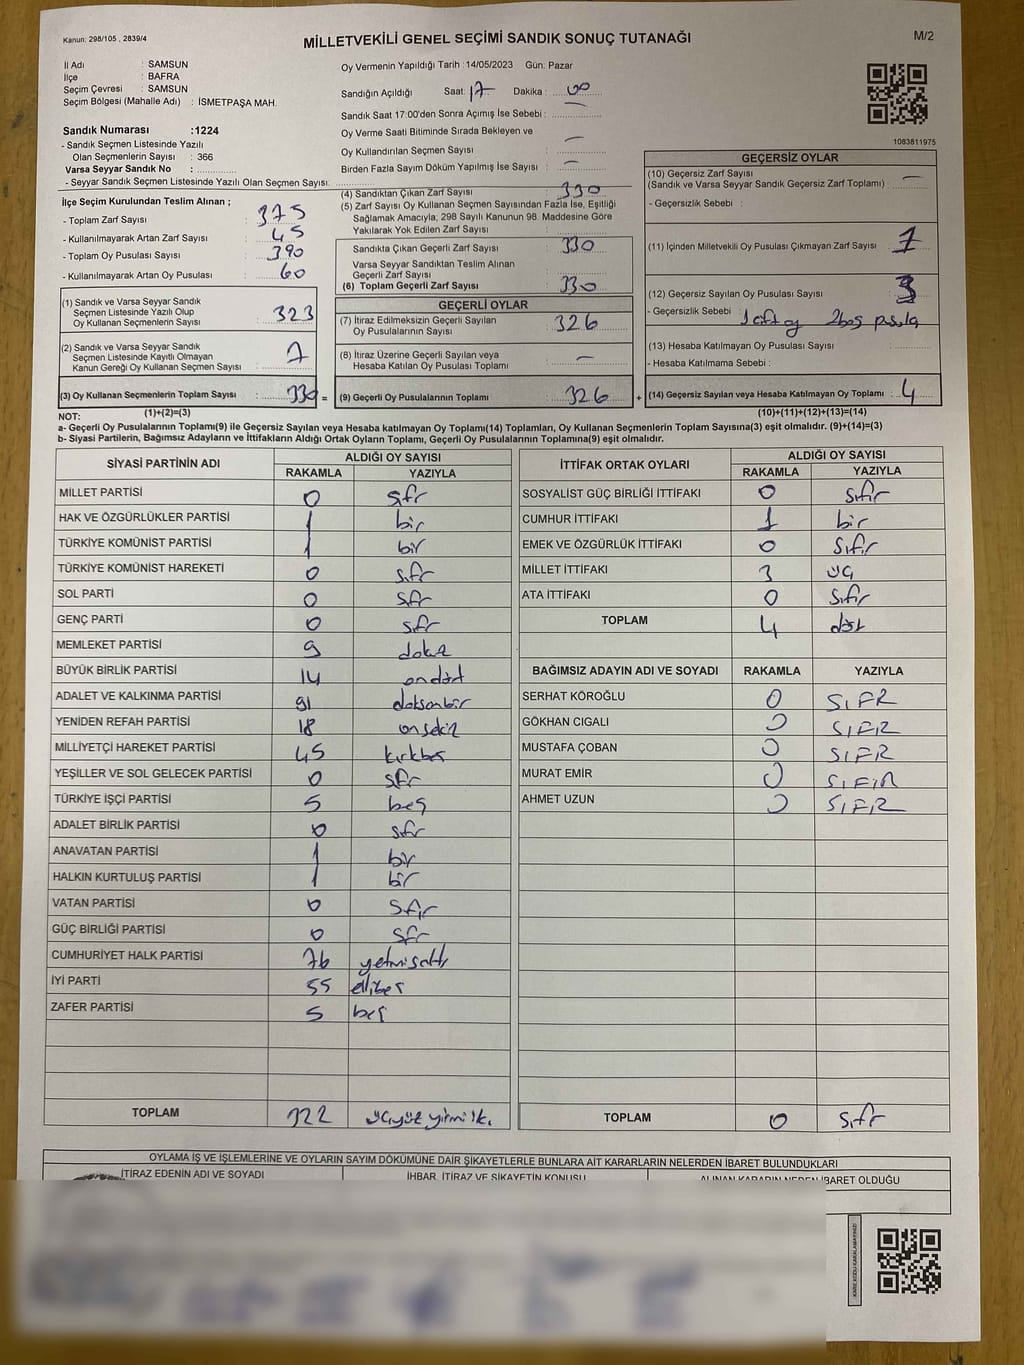 Kanun: 298/105 , 2839/4
MİLLETVEKİLİ GENEL SEÇİMİ SANDIK SONUÇ TUTANAĞI
M/2
İl Adı : SAMSUN
İlçe : BAFRA
Seçim Çevresi : SAMSUN
Seçim Bölgesi (Mahalle Adı) : İSMETPAŞA MAH.
Sandık Numarası :1224
- Sandık Seçmen Listesinde Yazılı
Olan Seçmenlerin Sayısı : 366
Varsa Seyyar Sandık No :
- Seyyar Sandık Seçmen Listesinde Yazılı Olan Seçmen Sayısı:
Oy Vermenin Yapıldığı Tarih :14/05/2023 Gün: Pazar
Sandığın Açıldığı Saat: 17 Dakika : 00
Sandık Saat 17:00'den Sonra Açımış İse Sebebi : —
Oy Verme Saati Bitiminde Sırada Bekleyen ve
Oy Kullandırılan Seçmen Sayısı : —
Birden Fazla Sayım Döküm Yapılmış İse Sayısı : —
1083811975
İlçe Seçim Kurulundan Teslim Alınan ;
- Toplam Zarf Sayısı : 375
- Kullanılmayarak Artan Zarf Sayısı : 45
- Toplam Oy Pusulası Sayısı : 390
- Kullanılmayarak Artan Oy Pusulası : 60
(1) Sandık ve Varsa Seyyar Sandık
Seçmen Listesinde Yazılı Olup
Oy Kullanan Seçmenlerin Sayısı : 323
(2) Sandık ve Varsa Seyyar Sandık
Seçmen Listesinde Kayıtlı Olmayan
Kanun Gereği Oy Kullanan Seçmen Sayısı : 7
(3) Oy Kullanan Seçmenlerin Toplam Sayısı : 330 =
(4) Sandıktan Çıkan Zarf Sayısı : 330
(5) Zarf Sayısı Oy Kullanan Seçmen Sayısından Fazla İse, Eşitliği
Sağlamak Amacıyla; 298 Sayılı Kanunun 98. Maddesine Göre
Yakılarak Yok Edilen Zarf Sayısı :
Sandıkta Çıkan Geçerli Zarf Sayısı : 330
Varsa Seyyar Sandıktan Teslim Alınan
Geçerli Zarf Sayısı :
(6) Toplam Geçerli Zarf Sayısı : 330
GEÇERLİ OYLAR
(7) İtiraz Edilmeksizin Geçerli Sayılan
Oy Pusulalarının Sayısı : 326
(8) İtiraz Üzerine Geçerli Sayılan veya
Hesaba Katılan Oy Pusulası Toplamı : —
(9) Geçerli Oy Pusulalarının Toplamı : 326 +
GEÇERSİZ OYLAR
(10) Geçersiz Zarf Sayısı
(Sandık ve Varsa Seyyar Sandık Geçersiz Zarf Toplamı) : —
- Geçersizlik Sebebi :
(11) İçinden Milletvekili Oy Pusulası Çıkmayan Zarf Sayısı : 1
(12) Geçersiz Sayılan Oy Pusulası Sayısı : 3
- Geçersizlik Sebebi : 1 çift oy 2 boş pusula
(13) Hesaba Katılmayan Oy Pusulası Sayısı :
- Hesaba Katılmama Sebebi :
(14) Geçersiz Sayılan veya Hesaba Katılmayan Oy Toplamı : 4
NOT: (1)+(2)=(3) (10)+(11)+(12)+(13)=(14)
a- Geçerli Oy Pusulalarının Toplamı(9) ile Geçersiz Sayılan veya Hesaba katılmayan Oy Toplamı(14) Toplamları, Oy Kullanan Seçmenlerin Toplam Sayısına(3) eşit olmalıdır. (9)+(14)=(3)
b- Siyasi Partilerin, Bağımsız Adayların ve İttifakların Aldığı Ortak Oyların Toplamı, Geçerli Oy Pusulalarının Toplamına(9) eşit olmalıdır.
SİYASİ PARTİNİN ADI ALDIĞI OY SAYISI
RAKAMLA YAZIYLA
MİLLET PARTİSİ 0 sıfr
HAK VE ÖZGÜRLÜKLER PARTİSİ 1 bir
TÜRKİYE KOMÜNİST PARTİSİ 1 bir
TÜRKİYE KOMÜNİST HAREKETİ 0 sıfr
SOL PARTİ 0 sıfr
GENÇ PARTİ 0 sıfr
MEMLEKET PARTİSİ 9 dokuz
BÜYÜK BİRLİK PARTİSİ 14 ondört
ADALET VE KALKINMA PARTİSİ 91 doksanbir
YENİDEN REFAH PARTİSİ 18 onsekiz
MİLLİYETÇİ HAREKET PARTİSİ 45 kırkbeş
YEŞİLLER VE SOL GELECEK PARTİSİ 0 sıfr
TÜRKİYE İŞÇİ PARTİSİ 5 beş
ADALET BİRLİK PARTİSİ 0 sıfr
ANAVATAN PARTİSİ 1 bir
HALKIN KURTULUŞ PARTİSİ 1 bir
VATAN PARTİSİ 0 sıfır
GÜÇ BİRLİĞİ PARTİSİ 0 sıfr
CUMHURİYET HALK PARTİSİ 76 yetmişaltı
İYİ PARTİ 55 ellibeş
ZAFER PARTİSİ 5 beş
TOPLAM 322 üçyüz yirmi ik.
İTTİFAK ORTAK OYLARI ALDIĞI OY SAYISI
RAKAMLA YAZIYLA
SOSYALİST GÜÇ BİRLİĞİ İTTİFAKI 0 sıfır
CUMHUR İTTİFAKI 1 bir
EMEK VE ÖZGÜRLÜK İTTİFAKI 0 sıfır
MİLLET İTTİFAKI 3 üç
ATA İTTİFAKI 0 sıfır
TOPLAM 4 dört
BAĞIMSIZ ADAYIN ADI VE SOYADI RAKAMLA YAZIYLA
SERHAT KÖROĞLU 0 SIFR
GÖKHAN CIGALI 0 SIFR
MUSTAFA ÇOBAN 0 SIFR
MURAT EMİR 0 SIFIR
AHMET UZUN 0 SIFIR
TOPLAM 0 sıfr
OYLAMA İŞ VE İŞLEMLERİNE VE OYLARIN SAYIM DÖKÜMÜNE DAİR ŞİKAYETLERLE BUNLARA AİT KARARLARIN NELERDEN İBARET BULUNDUKLARI
İTİRAZ EDENİN ADI VE SOYADI İHBAR, İTİRAZ VE ŞİKAYETİN KONUSU ALINAN KARARIN NEDEN İBARET OLDUĞU
KARE KODU KARALAMAYINIZ!